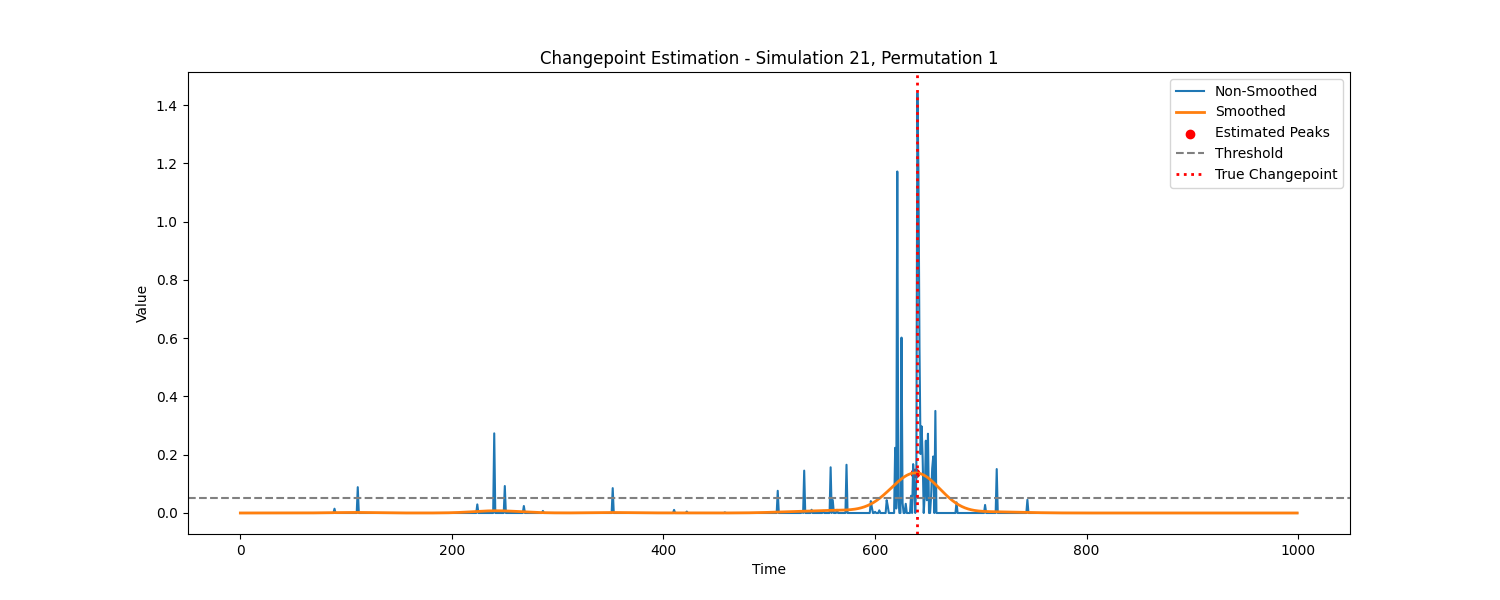 Changepoint Estimation - Simulation 21, Permutation 1
Non-Smoothed
Smoothed
Estimated Peaks
Threshold
True Changepoint
1.4
1.2
1.0
0.8
0.6
0.4
0.2
0.0
Value
0 200 400 600 800 1000
Time